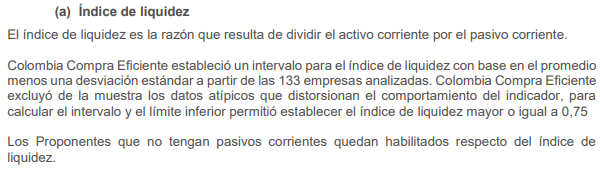 (a) Índice de liquidez
El índice de liquidez es la razón que resulta de dividir el activo corriente por el pasivo corriente.
Colombia Compra Eficiente estableció un intervalo para el índice de liquidez con base en el promedio
menos una desviación estándar a partir de las 133 empresas analizadas. Colombia Compra Eficiente
excluyó de la muestra los datos atípicos que distorsionan el comportamiento del indicador, para
calcular el intervalo y el límite inferior permitió establecer el índice de liquidez mayor o igual a 0,75
Los Proponentes que no tengan pasivos corrientes quedan habilitados respecto del índice de
liquidez.